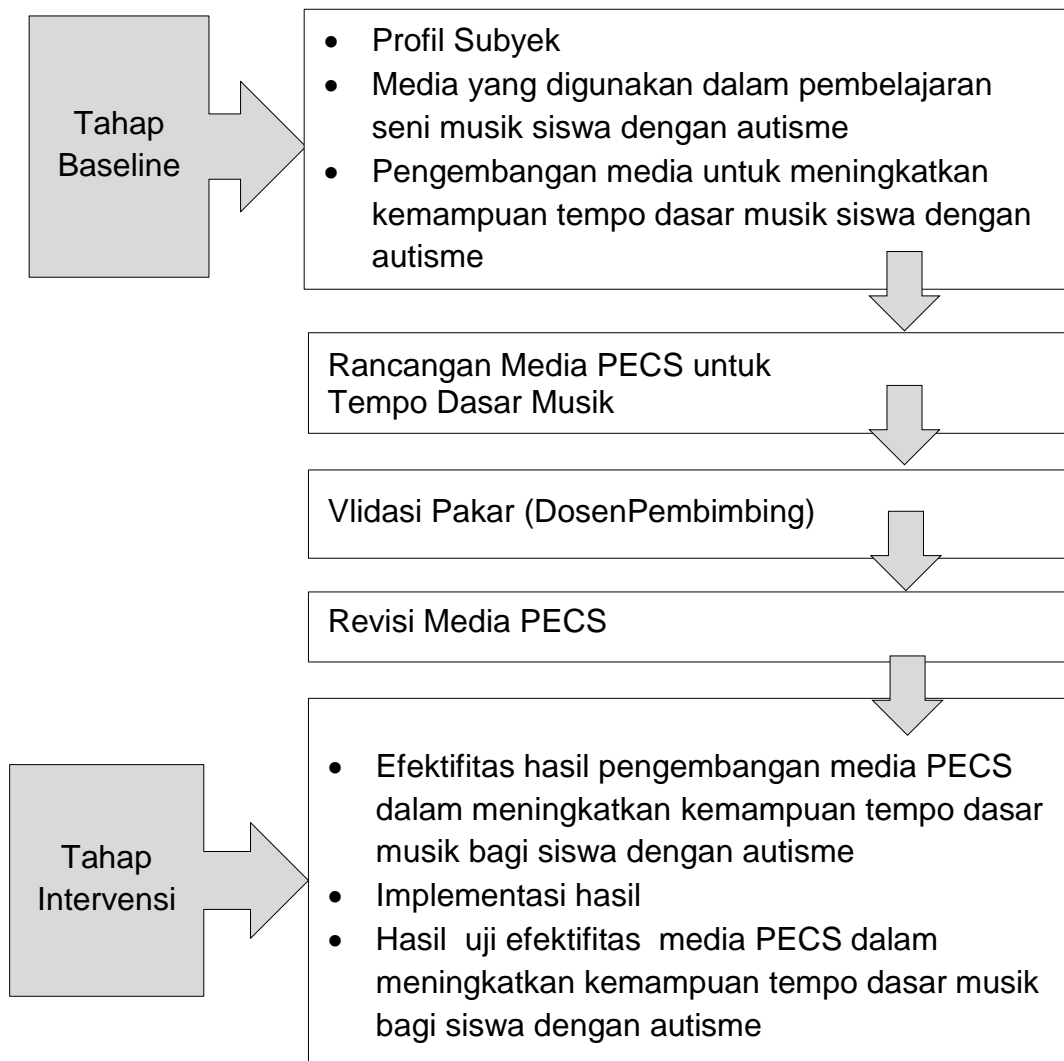 Tahap
Baseline
• Profil Subyek
• Media yang digunakan dalam pembelajaran
seni musik siswa dengan autisme
• Pengembangan media untuk meningkatkan
kemampuan tempo dasar musik siswa dengan
autisme
Rancangan Media PECS untuk
Tempo Dasar Musik
Vlidasi Pakar (DosenPembimbing)
Revisi Media PECS
Tahap
Intervensi
• Efektifitas hasil pengembangan media PECS
dalam meningkatkan kemampuan tempo dasar
musik bagi siswa dengan autisme
• Implementasi hasil
• Hasil uji efektifitas media PECS dalam
meningkatkan kemampuan tempo dasar musik
bagi siswa dengan autisme